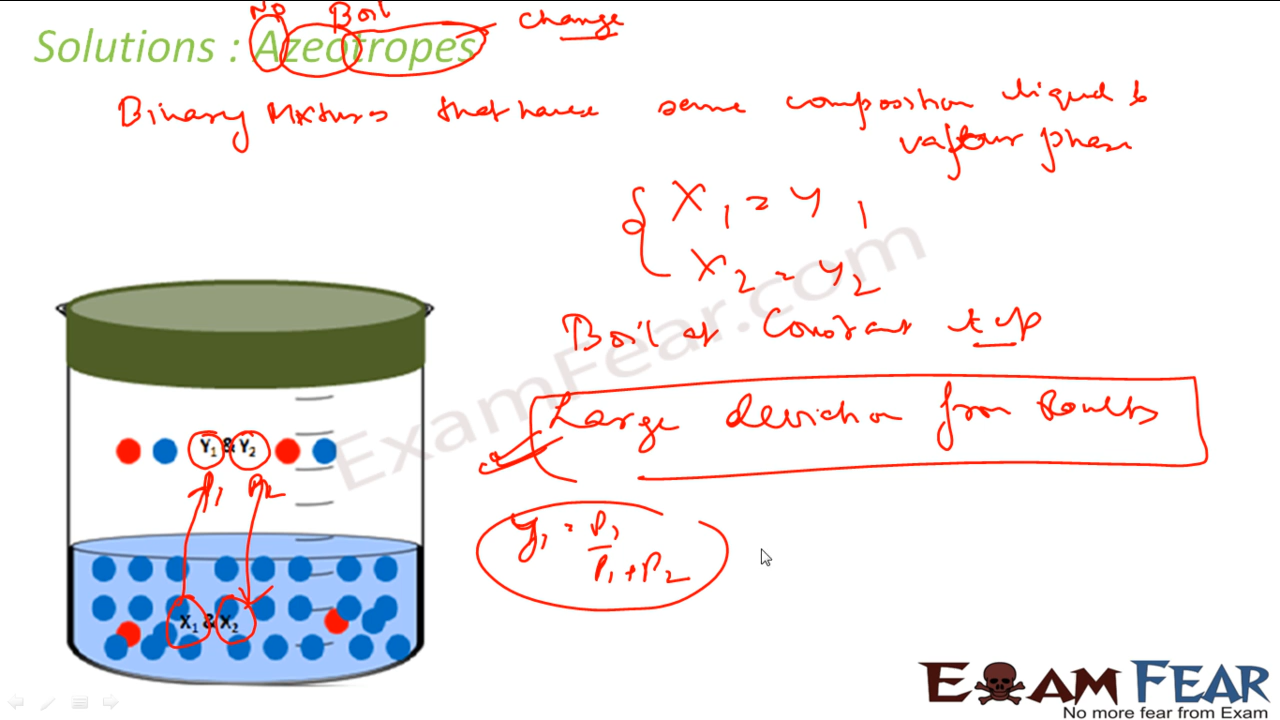 No Boil change
Solutions : Azeotropes
Binary Mixtures that have same composition liquid &
vapour phase
X1 = Y1
X2 = Y2
Boil at Constant temp
Large deviation from Raoults
Y1 & Y2
P1 P2
y1 = P1
P1 + P2
X1 & X2
ExamFear.com
EXAM FEAR
No more fear from Exam